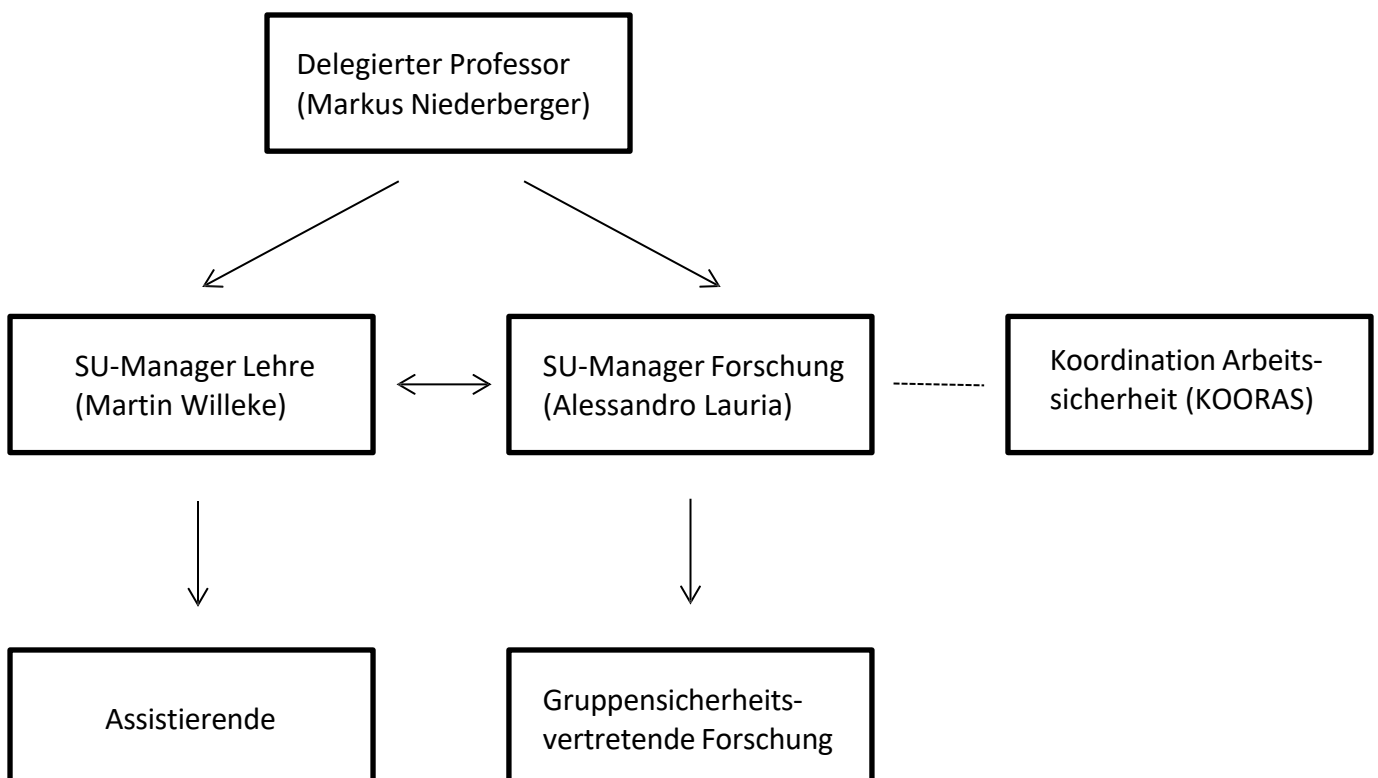 Delegierter Professor
(Markus Niederberger)
SU-Manager Lehre
(Martin Willeke)
SU-Manager Forschung
(Alessandro Lauria)
Koordination Arbeits-
sicherheit (KOORAS)
Assistierende
Gruppensicherheits-
vertretende Forschung